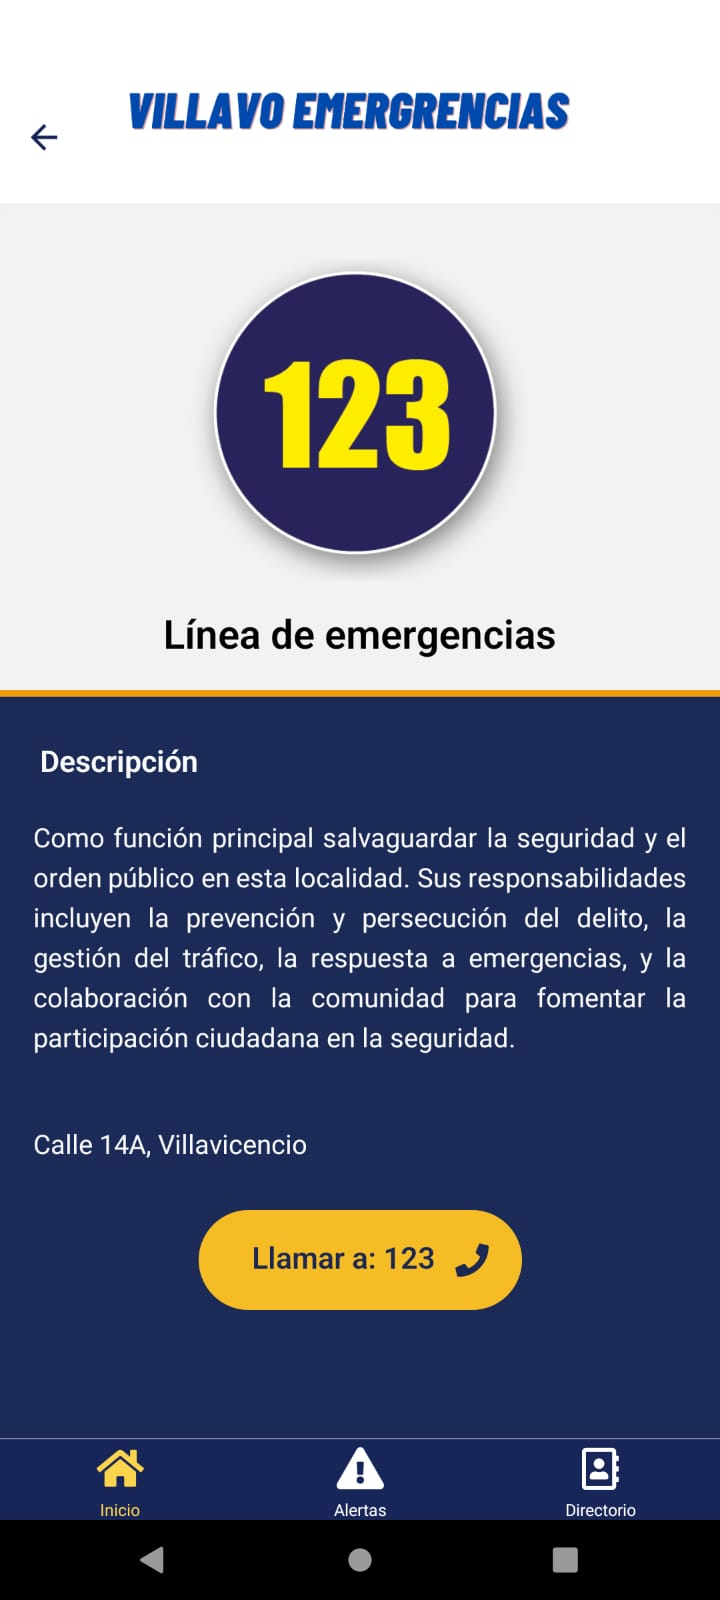 VILLAVO EMERGRENCIAS
123
Línea de emergencias
Descripción
Como función principal salvaguardar la seguridad y el
orden público en esta localidad. Sus responsabilidades
incluyen la prevención y persecución del delito, la
gestión del tráfico, la respuesta a emergencias, y la
colaboración con la comunidad para fomentar la
participación ciudadana en la seguridad.
Calle 14A, Villavicencio
Llamar a: 123
Inicio
Alertas
Directorio